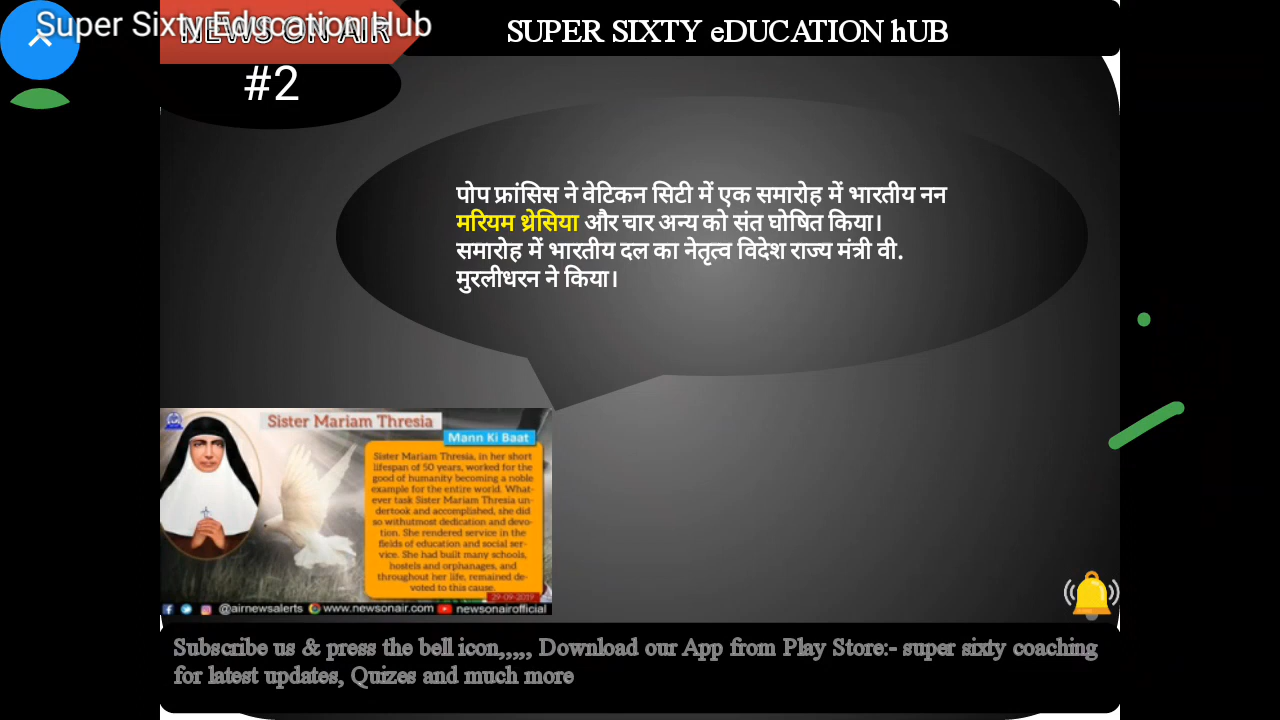 Super Sixty Education Hub
NEWS ON AIR
SUPER SIXTY eDUCATION hUB
#2
पोप फ्रांसिस ने वेटिकन सिटी में एक समारोह में भारतीय नन
मरियम थ्रेसिया और चार अन्य को संत घोषित किया।
समारोह में भारतीय दल का नेतृत्व विदेश राज्य मंत्री वी.
मुरलीधरन ने किया।
Sister Mariam Thresia
Mann Ki Baat
Sister Mariam Thresia, in her short
lifespan of 50 years, worked for the
good of humanity becoming a noble
example for the entire world. What-
ever task Sister Mariam Thresia un-
dertook and accomplished, she did
so withutmost dedication and devo-
tion. She rendered service in the
fields of education and social ser-
vice. She had built many schools,
hostels and orphanages, and
throughout her life, remained de-
voted to this cause.
29-09-2019
@airnewsalerts www.newsonair.com newsonairofficial
Subscribe us & press the bell icon,,,,, Download our App from Play Store:- super sixty coaching
for latest updates, Quizes and much more